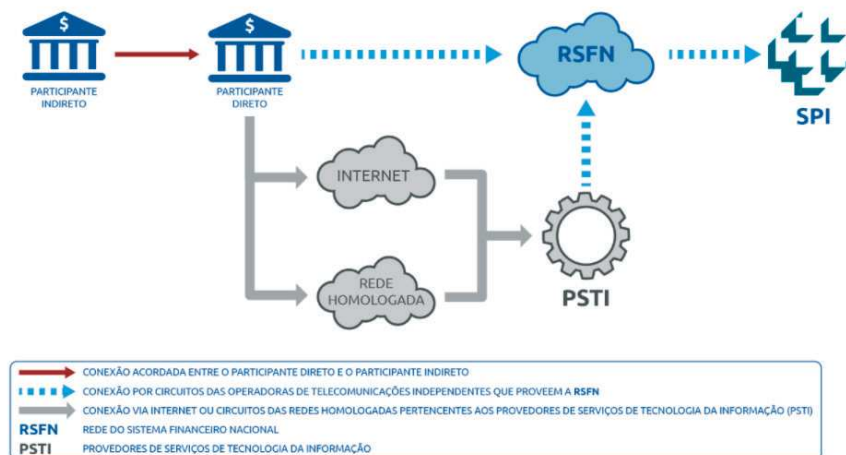 $
$
PARTICIPANTE
INDIRETO
PARTICIPANTE
DIRETO
RSFN
SPI
INTERNET
REDE
HOMOLOGADA
PSTI
CONEXÃO ACORDADA ENTRE O PARTICIPANTE DIRETO E O PARTICIPANTE INDIRETO
CONEXÃO POR CIRCUITOS DAS OPERADORAS DE TELECOMUNICAÇÕES INDEPENDENTES QUE PROVEEM A RSFN
CONEXÃO VIA INTERNET OU CIRCUITOS DAS REDES HOMOLOGADAS PERTENCENTES AOS PROVEDORES DE SERVIÇOS DE TECNOLOGIA DA INFORMAÇÃO (PSTI)
RSFN REDE DO SISTEMA FINANCEIRO NACIONAL
PSTI PROVEDORES DE SERVIÇOS DE TECNOLOGIA DA INFORMAÇÃO